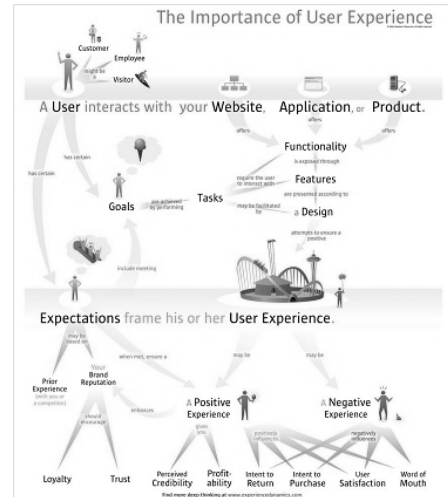 The Importance of User Experience
Customer
Employee
might be a
Visitor
A User interacts with your Website, Application, or Product.
offers
offers
offers
Functionality
is exposed through
has certain
has certain
require the user
to interact with
Features
Tasks
are presented according to
Goals
are achieved
by performing
may be facilitated
by
a Design
attempts to ensure a
positive
include meeting
Expectations frame his or her User Experience.
may be
based on
when met, ensure a
may be
may be
Prior
Experience
(with you or
a competitor)
Your
Brand
Reputation
A Positive
Experience
A Negative
Experience
should
encourage
enhances
gives
you
positively
influences
negatively
influences
Loyalty
Trust
Perceived
Credibility
Profit-
ability
Intent to
Return
Intent to
Purchase
User
Satisfaction
Word of
Mouth
Find more deep thinking at www.experiencedynamics.com